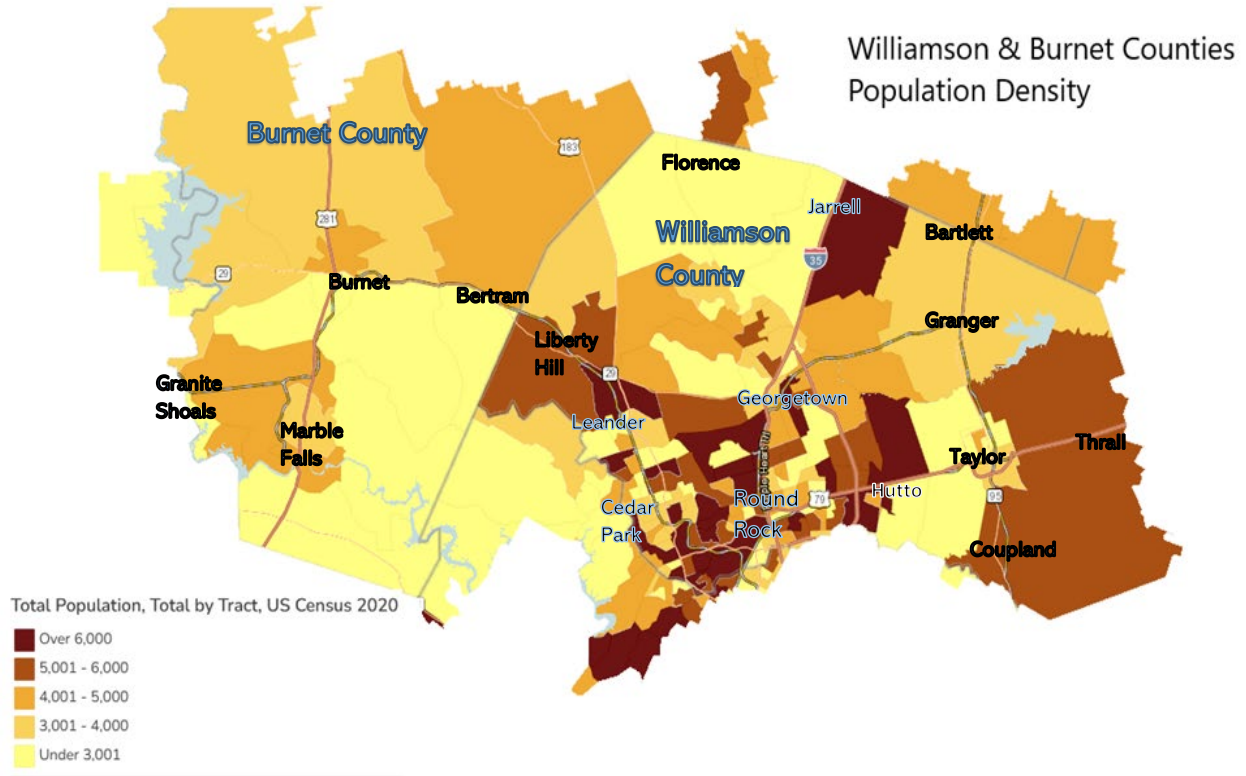 Williamson & Burnet Counties
Population Density
Burnet County
183
Florence
Jarrell
281
Williamson
County
Bartlett
35
29
Burnet
Bertram
Granger
Liberty
Hill
29
Granite
Shoals
Georgetown
Leander
Marble
Falls
Thrall
Taylor
Hutto
Round
Rock
79
95
Cedar
Park
Coupland
Total Population, Total by Tract, US Census 2020
Over 6,000
5,001 - 6,000
4,001 - 5,000
3,001 - 4,000
Under 3,001